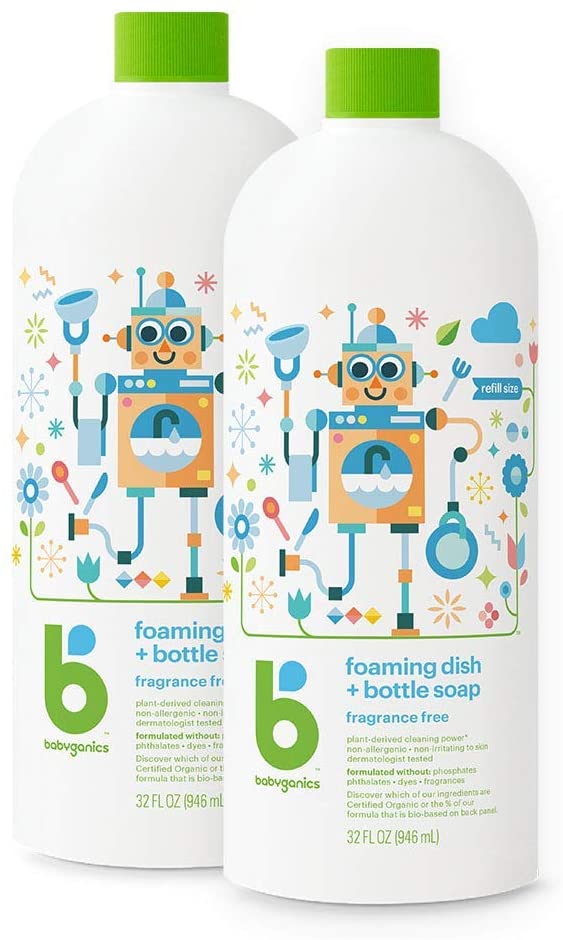 foaming
+ bottle
fragrance
plant-derived cleaning
non-allergenic • non-i
dermatologist tested
formulated without:
phthalates • dyes • fra
Discover which of ou
Certified Organic or th
formula that is bio-ba
32 FL OZ (946 mL
babyganics
refill size
foaming dish
+ bottle soap
fragrance free
plant-derived cleaning power*
non-allergenic • non-irritating to skin
dermatologist tested
formulated without: phosphates
phthalates • dyes • fragrances
Discover which of our ingredients are
Certified Organic or the % of our
formula that is bio-based on back panel.
32 FL OZ (946 mL)
babyganics